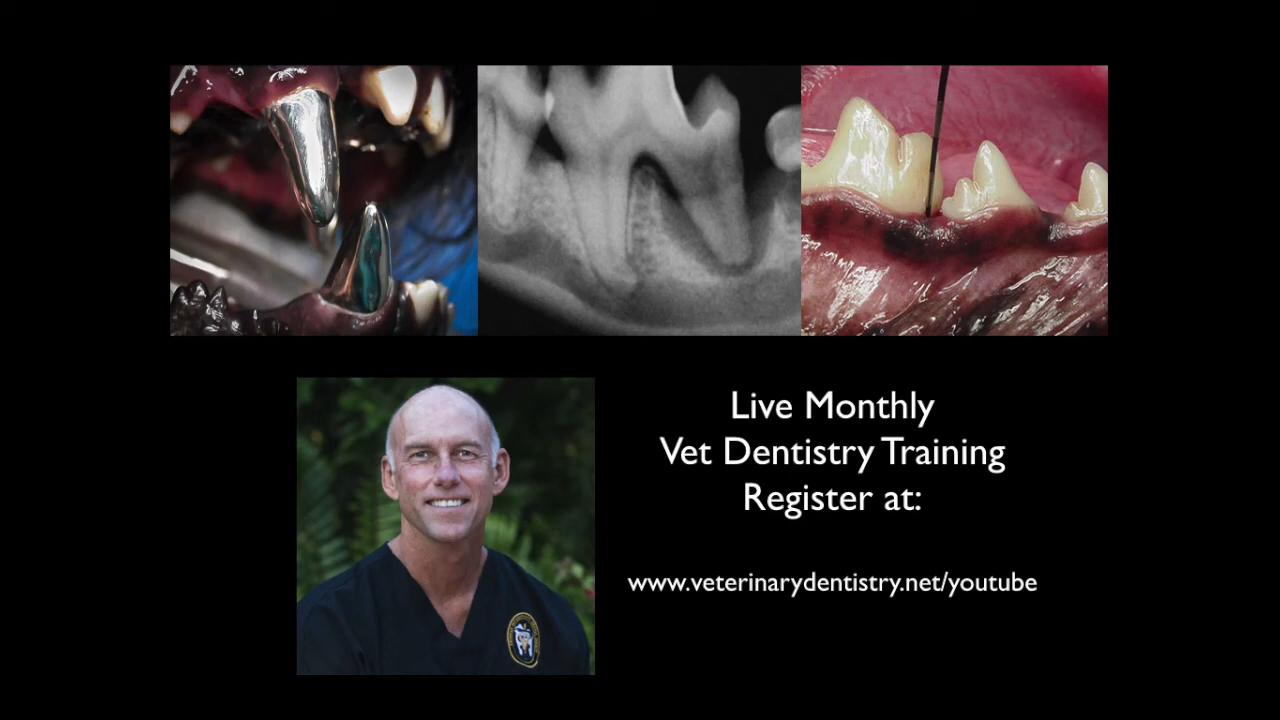 Live Monthly
Vet Dentistry Training
Register at:
www.veterinarydentistry.net/youtube